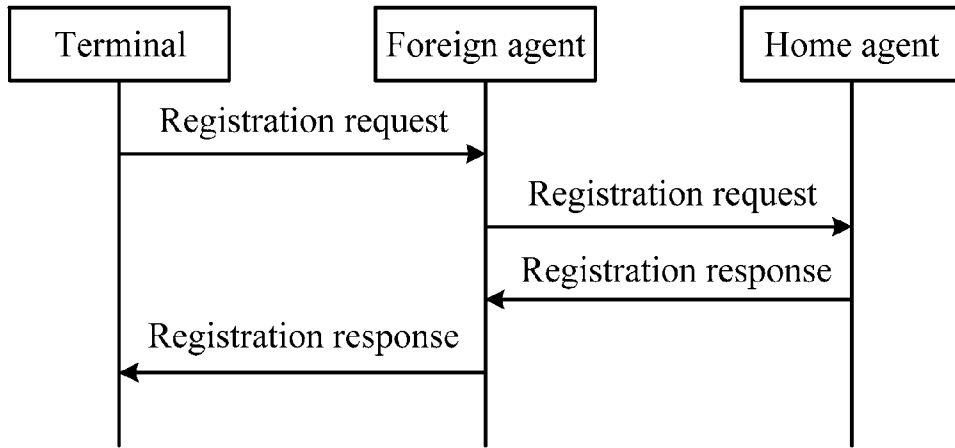 Terminal
Foreign agent
Home agent
Registration request
Registration request
Registration response
Registration response